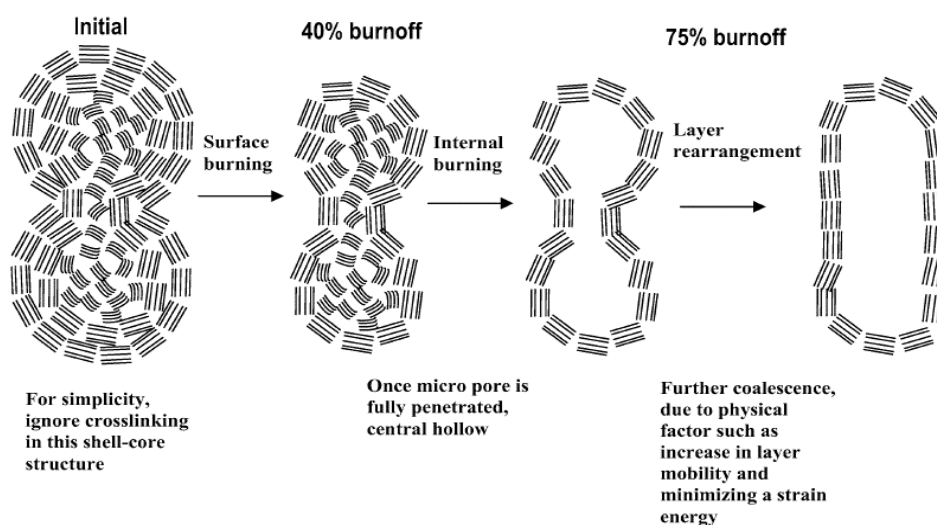 Initial
40% burnoff
75% burnoff
Surface
burning
Internal
burning
Layer
rearrangement
For simplicity,
ignore crosslinking
in this shell-core
structure
Once micro pore is
fully penetrated,
central hollow
Further coalescence,
due to physical
factor such as
increase in layer
mobility and
minimizing a strain
energy